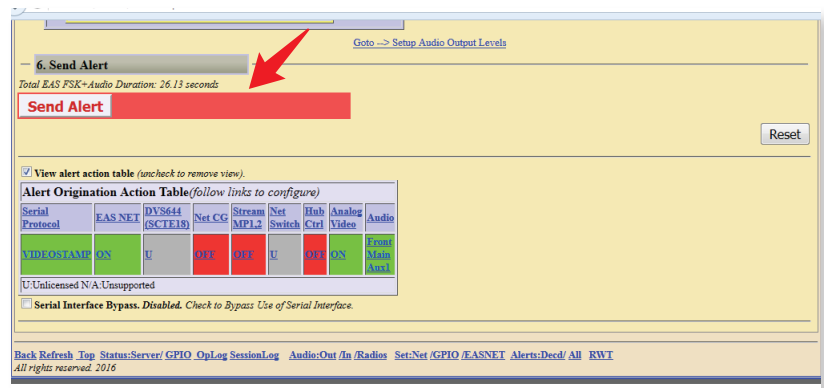 Goto --> Setup Audio Output Levels
6. Send Alert
Total EAS FSK+Audio Duration: 26.13 seconds
Send Alert
Reset
View alert action table (uncheck to remove view).
Alert Origination Action Table(follow links to configure)
Serial Protocol EAS NET DVS644 (SCTE18) Net CG Stream MP1,2 Net Switch Hub Ctrl Analog Video Audio
VIDEOSTAMP ON U OFF OFF U OFF ON Front Main Aux1
U:Unlicensed N/A:Unsupported
Serial Interface Bypass. Disabled. Check to Bypass Use of Serial Interface.
Back Refresh Top Status:Server/ GPIO OpLog SessionLog Audio:Out /In /Radios Set:Net /GPIO /EASNET Alerts:Decd/ All RWT
All rights reserved. 2016